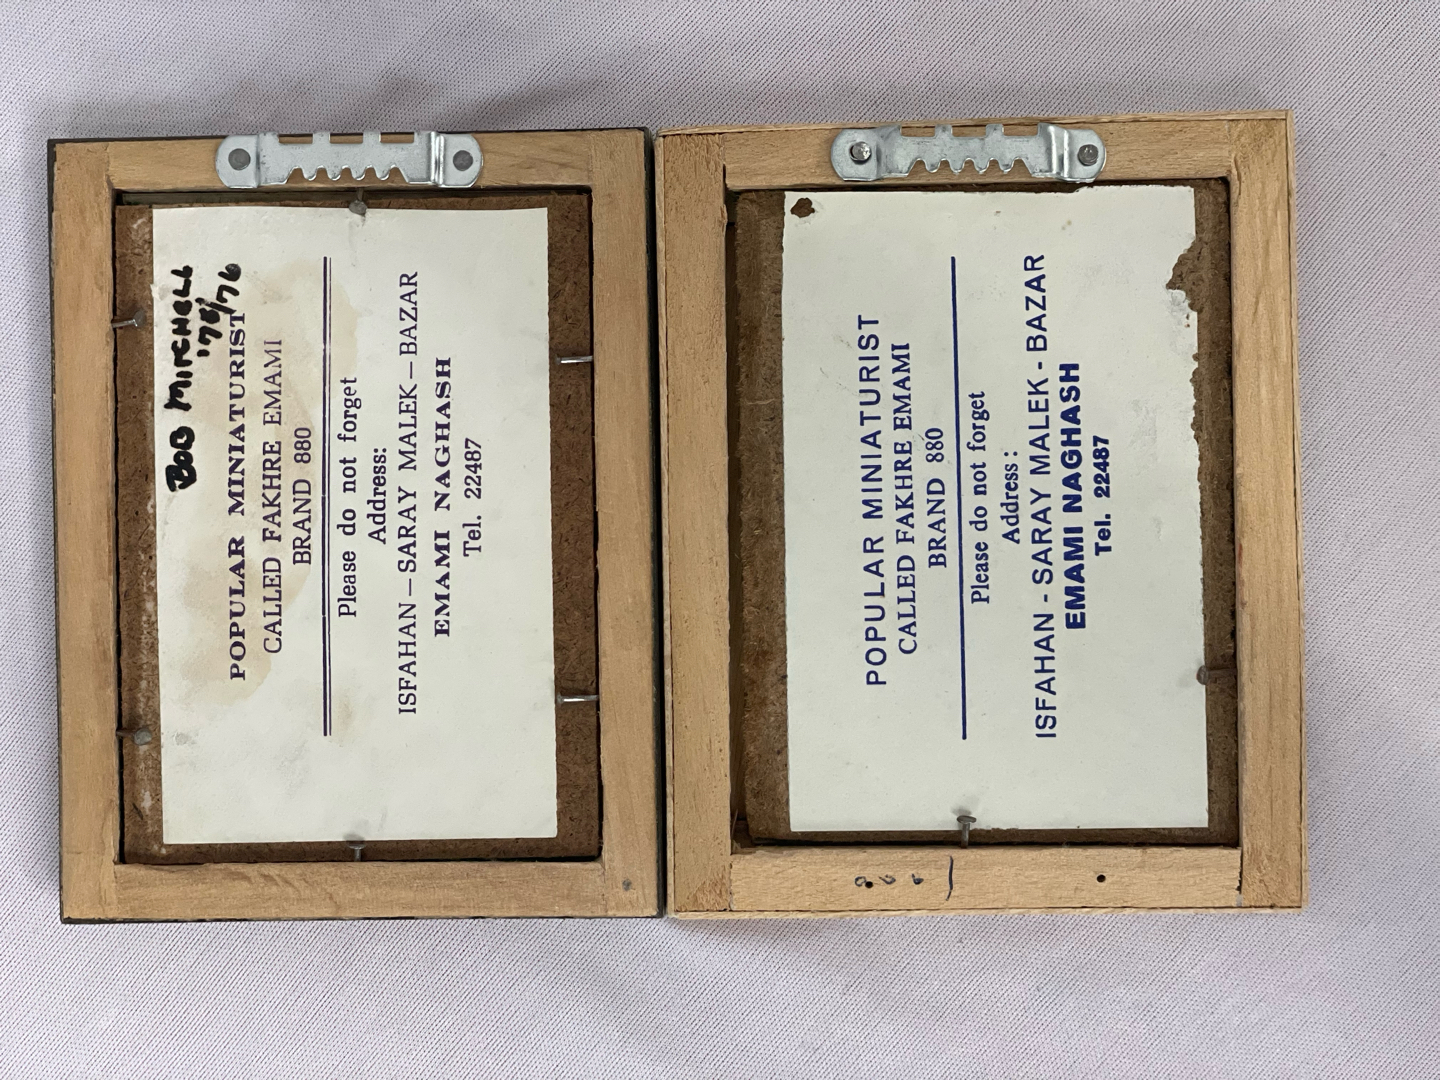 BOB MITCHELL
'75/76
POPULAR MINIATURIST
CALLED FAKHRE EMAMI
BRAND 880
Please do not forget
Address:
ISFAHAN – SARAY MALEK – BAZAR
EMAMI NAGHASH
Tel. 22487
POPULAR MINIATURIST
CALLED FAKHRE EMAMI
BRAND 880
Please do not forget
Address :
ISFAHAN - SARAY MALEK - BAZAR
EMAMI NAGHASH
Tel. 22487